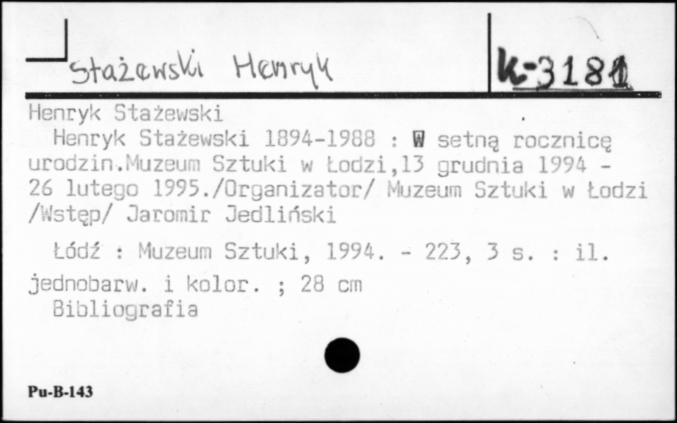 Stażewski Henryk
K-3181
Henryk Stażewski
Henryk Stażewski 1894-1988 : W setną rocznicę
urodzin.Muzeum Sztuki w Łodzi,13 grudnia 1994 -
26 lutego 1995./Organizator/ Muzeum Sztuki w Łodzi
/Wstęp/ Jaromir Jedliński
Łódź : Muzeum Sztuki, 1994. - 223, 3 s. : il.
jednobarw. i kolor. ; 28 cm
Bibliografia
Pu-B-143